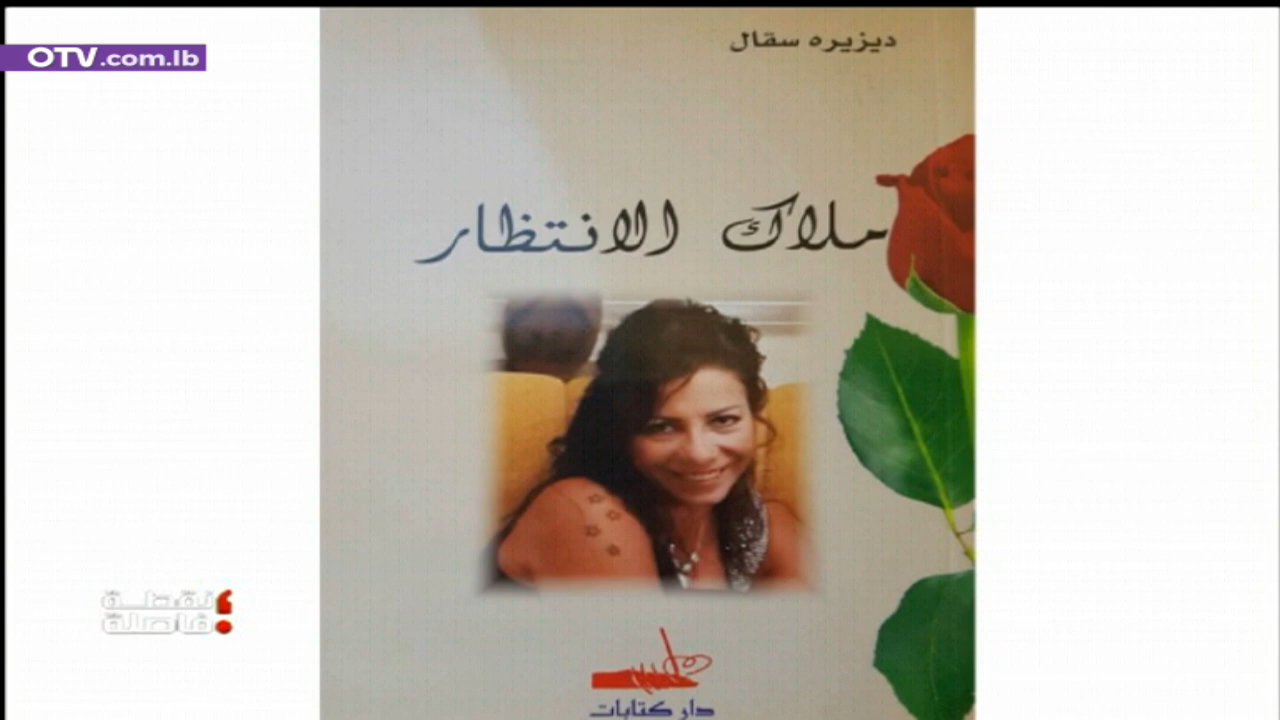 OTV.com.lb
ديزيره سقال
ملاك الانتظار
نقطة
فاصلة
دار كتابات